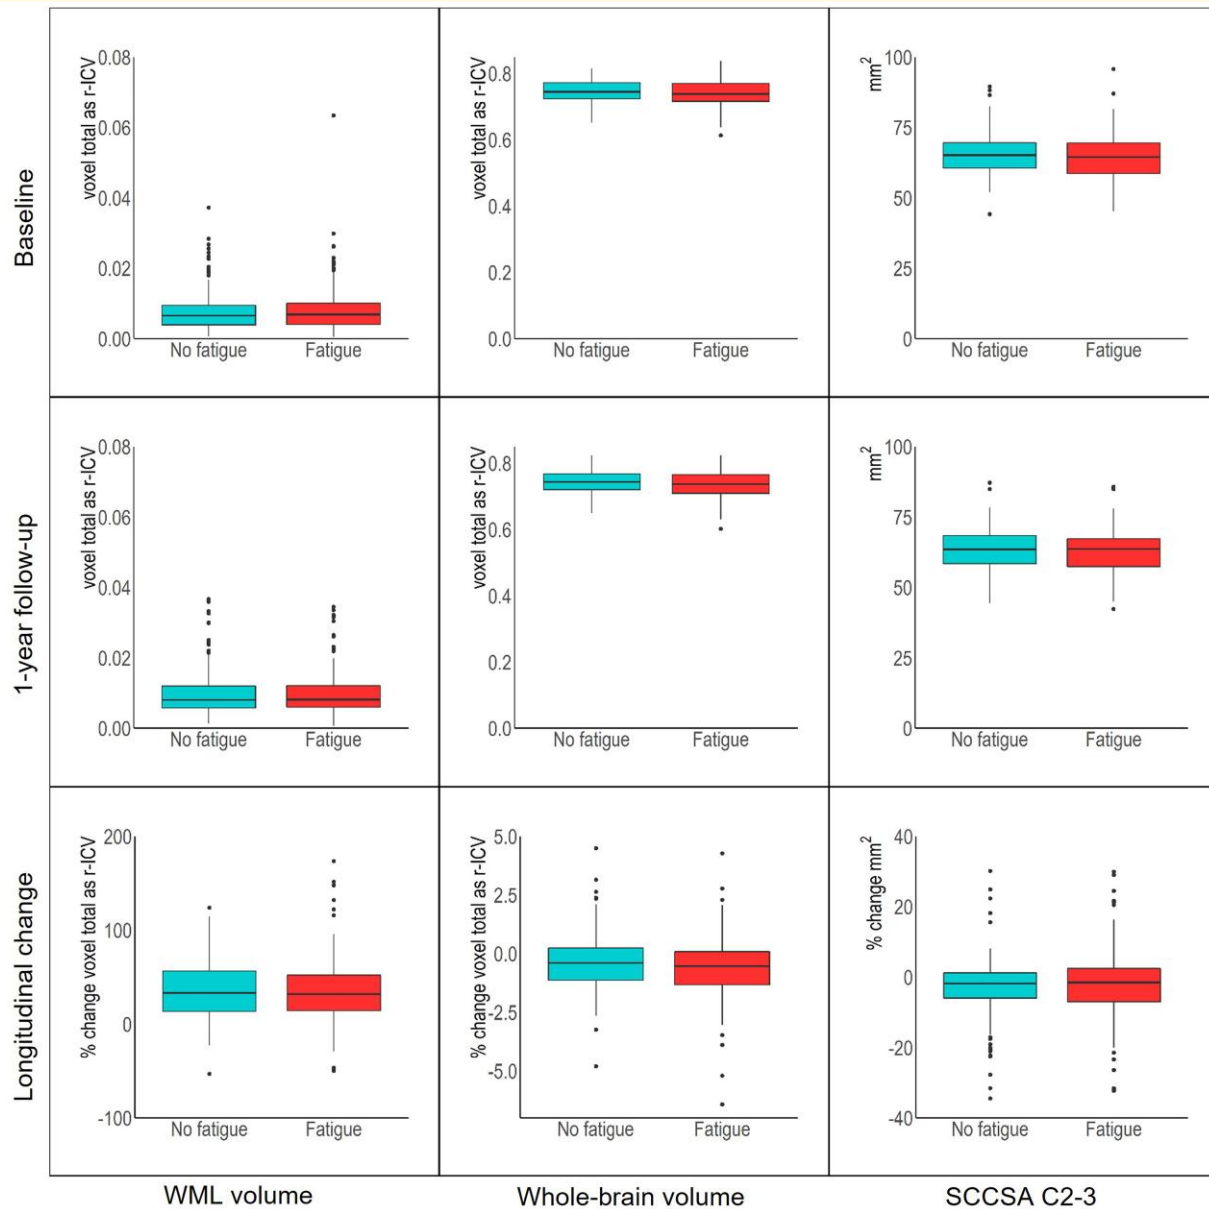 Baseline
voxel total as r-ICV
0.08
0.06
0.04
0.02
0.00
No fatigue Fatigue
voxel total as r-ICV
0.8
0.6
0.4
0.2
0.0
No fatigue Fatigue
mm²
100
75
50
25
0
No fatigue Fatigue
1-year follow-up
voxel total as r-ICV
0.08
0.06
0.04
0.02
0.00
No fatigue Fatigue
voxel total as r-ICV
0.8
0.6
0.4
0.2
0.0
No fatigue Fatigue
mm²
100
75
50
25
0
No fatigue Fatigue
Longitudinal change
% change voxel total as r-ICV
200
100
0
-100
No fatigue Fatigue
% change voxel total as r-ICV
5.0
2.5
0.0
-2.5
-5.0
No fatigue Fatigue
% change mm²
40
20
0
-20
-40
No fatigue Fatigue
WML volume
Whole-brain volume
SCCSA C2-3